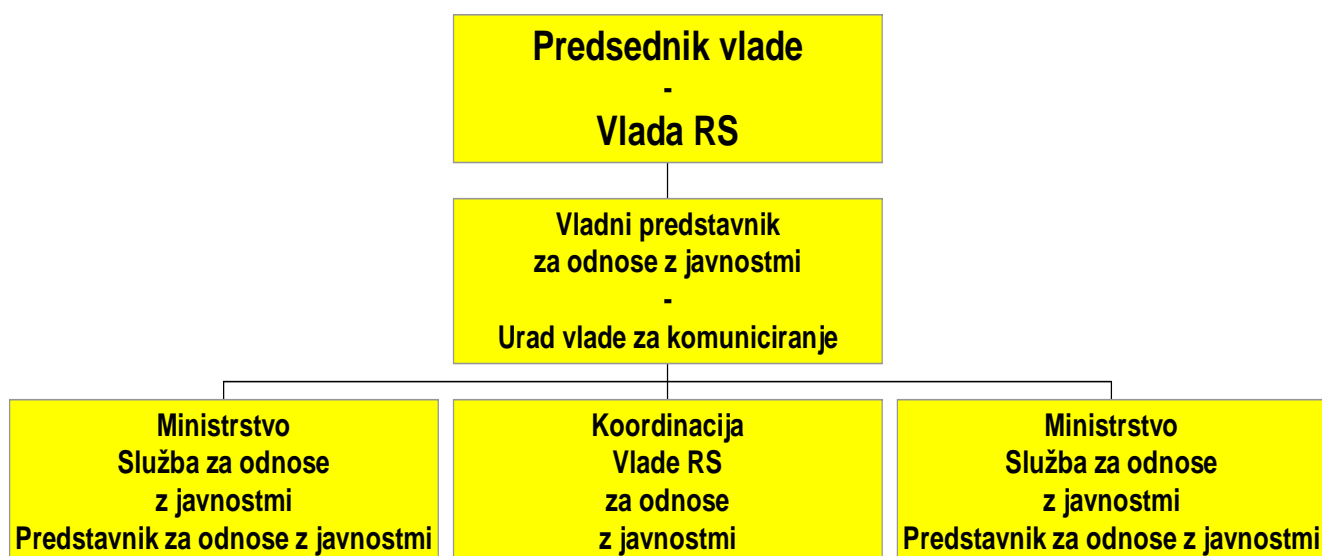 Predsednik vlade
-
Vlada RS
Vladni predstavnik
za odnose z javnostmi
-
Urad vlade za komuniciranje
Ministrstvo
Služba za odnose
z javnostmi
Predstavnik za odnose z javnostmi
Koordinacija
Vlade RS
za odnose
z javnostmi
Ministrstvo
Služba za odnose
z javnostmi
Predstavnik za odnose z javnostmi